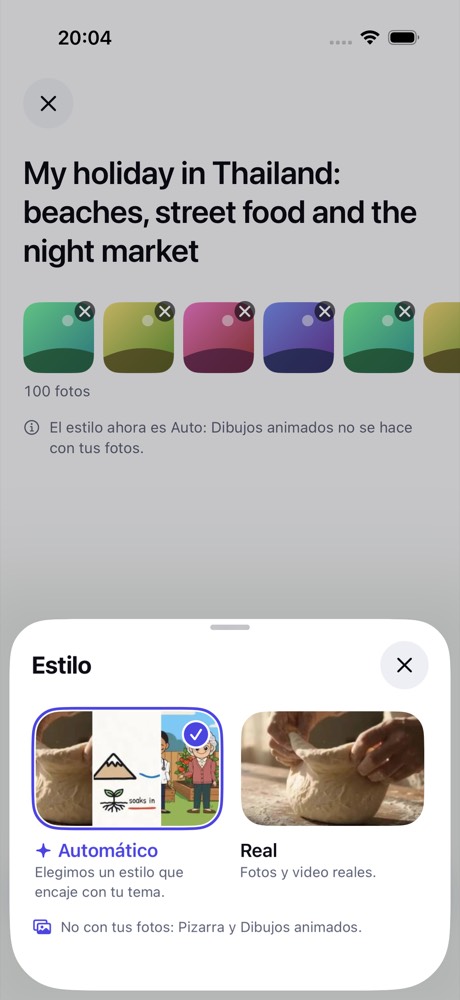 20:04
My holiday in Thailand:
beaches, street food and the
night market
100 fotos
El estilo ahora es Auto: Dibujos animados no se hace
con tus fotos.
Estilo
soaks in
Automático
Real
Elegimos un estilo que
encaje con tu tema.
Fotos y video reales.
No con tus fotos: Pizarra y Dibujos animados.